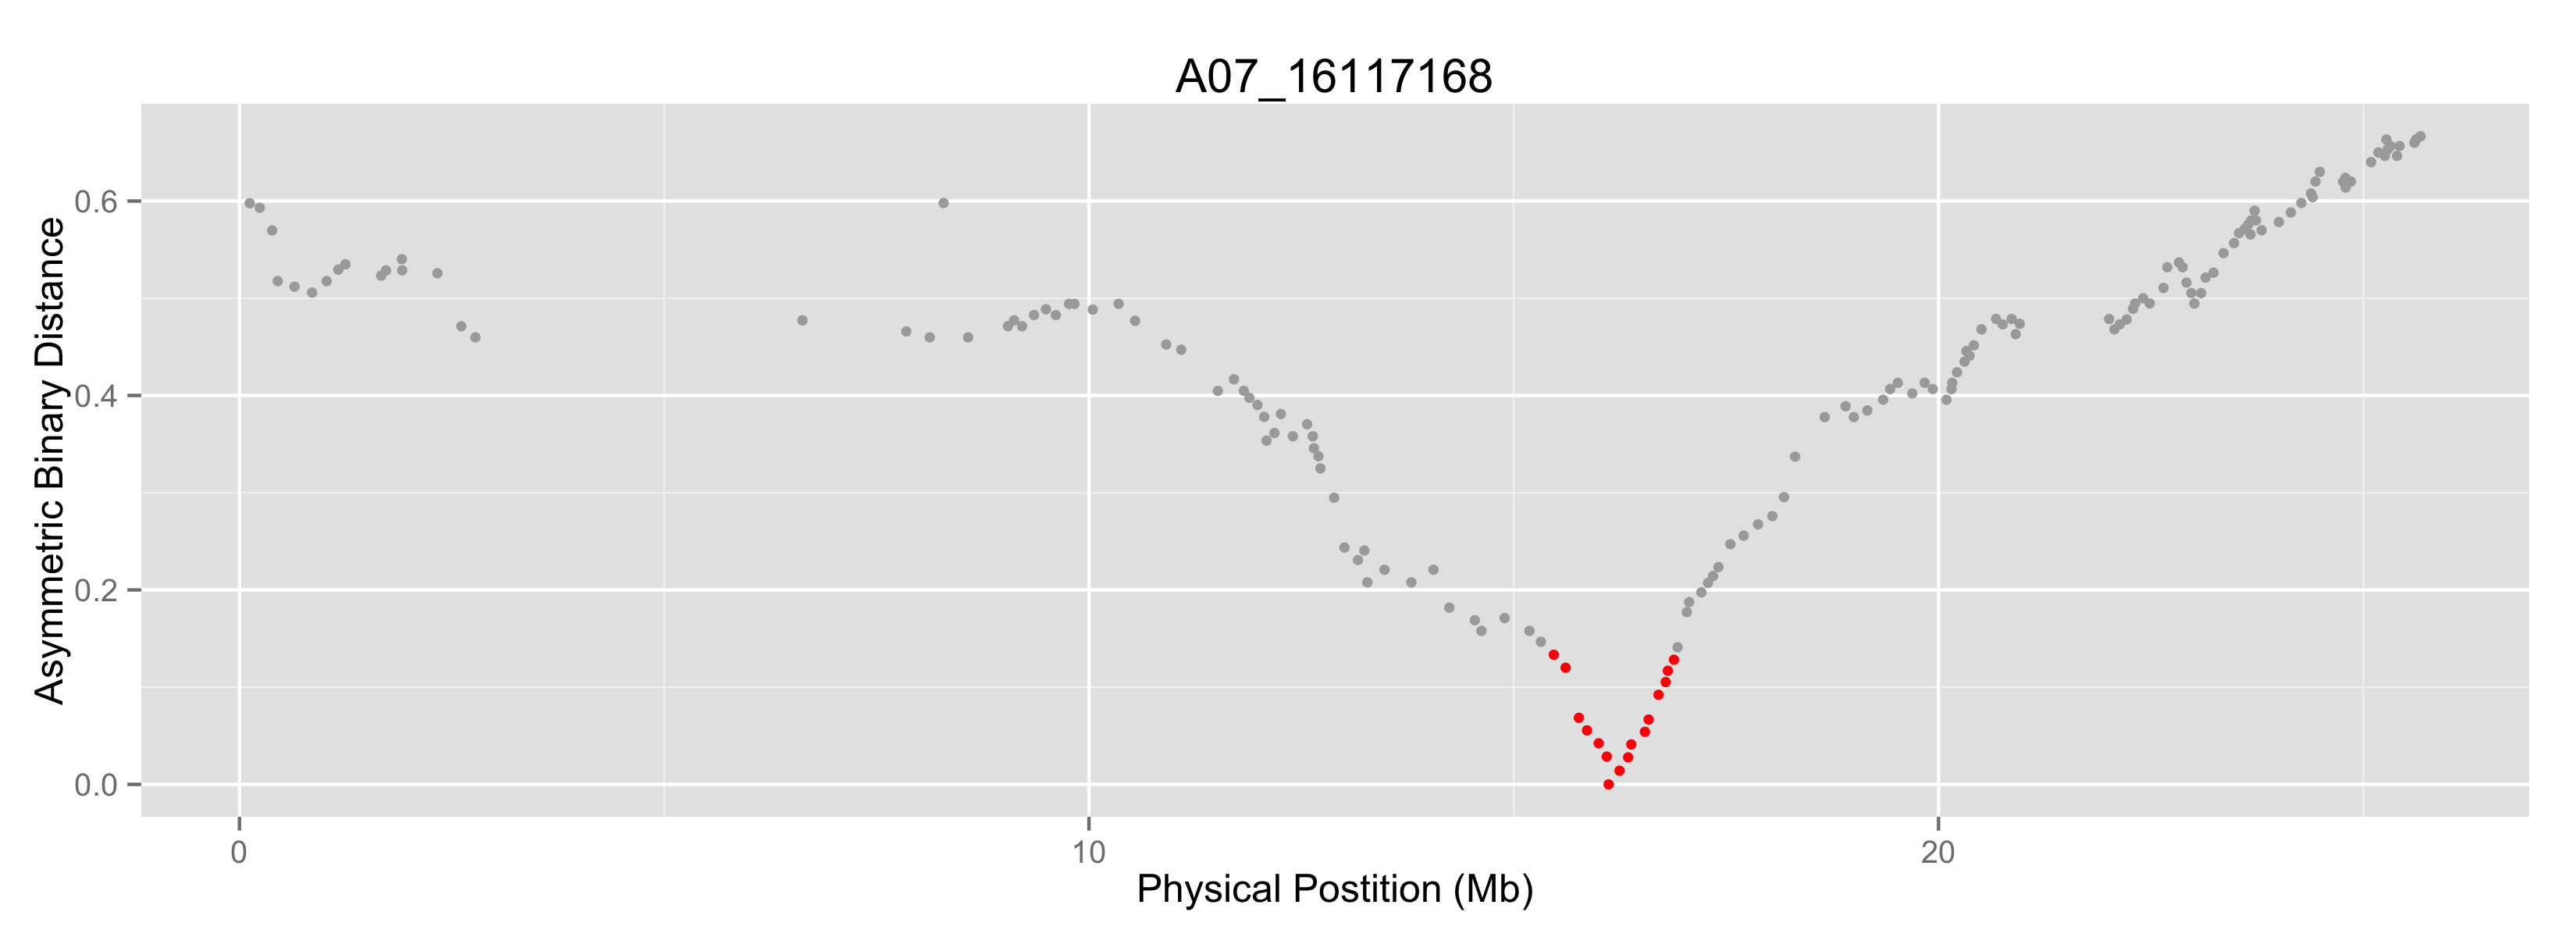 A07_16117168
Asymmetric Binary Distance
0.6
0.4
0.2
0.0
0
10
20
Physical Postition (Mb)